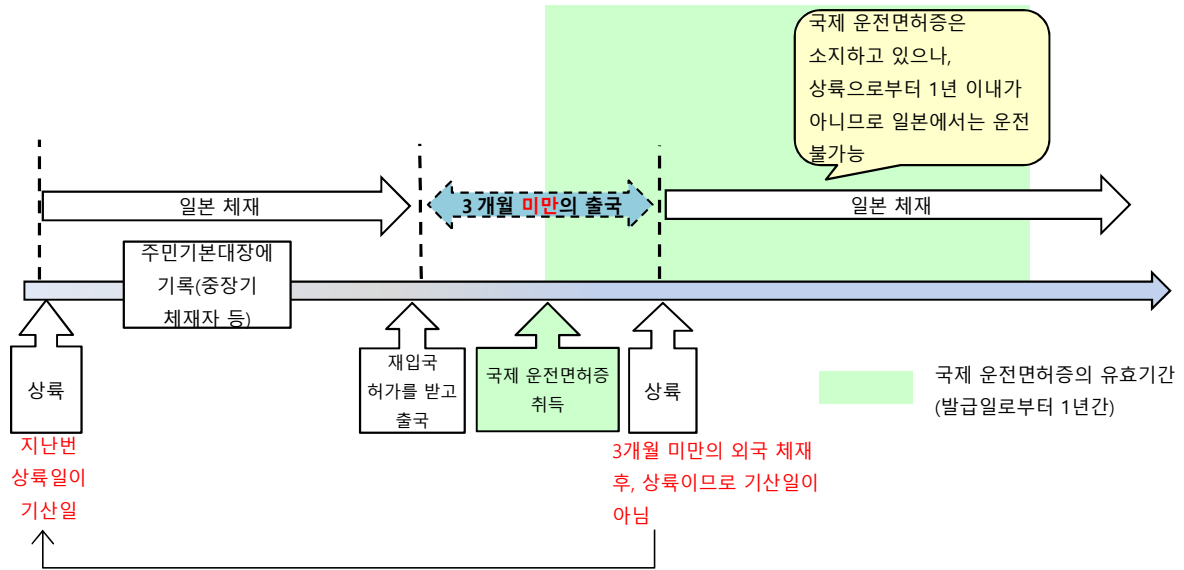 국제 운전면허증은
소지하고 있으나,
상륙으로부터 1년 이내가
아니므로 일본에서는 운전
불가능
일본 체재
3개월 미만의 출국
일본 체재
주민기본대장에
기록(중장기
체재자 등)
상륙
재입국
허가를 받고
출국
국제 운전면허증
취득
상륙
국제 운전면허증의 유효기간
(발급일로부터 1년간)
지난번
상륙일이
기산일
3개월 미만의 외국 체재
후, 상륙이므로 기산일이
아님